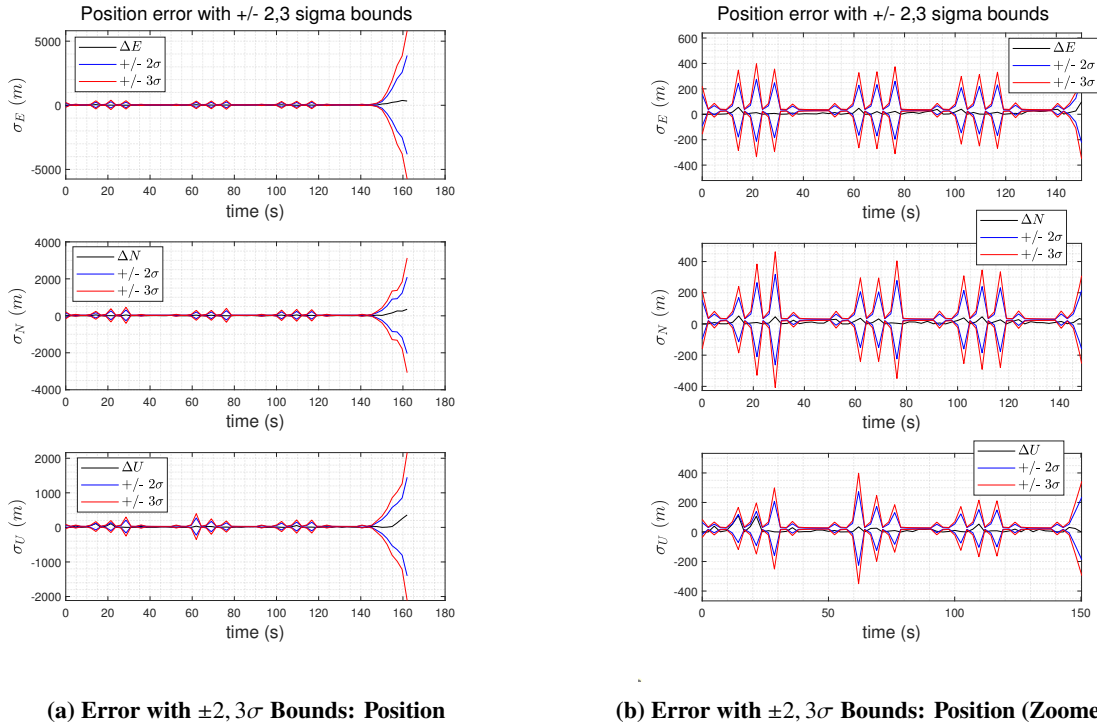 Position error with +/- 2,3 sigma bounds
5000
0
-5000
σ_E (m)
ΔE
+/- 2σ
+/- 3σ
0 20 40 60 80 100 120 140 160 180
time (s)
4000
2000
0
-2000
-4000
σ_N (m)
ΔN
+/- 2σ
+/- 3σ
0 20 40 60 80 100 120 140 160 180
time (s)
2000
1000
0
-1000
-2000
σ_U (m)
ΔU
+/- 2σ
+/- 3σ
0 20 40 60 80 100 120 140 160 180
time (s)
(a) Error with ±2, 3σ Bounds: Position
Position error with +/- 2,3 sigma bounds
600
400
200
0
-200
-400
σ_E (m)
ΔE
+/- 2σ
+/- 3σ
0 20 40 60 80 100 120 140
time (s)
400
200
0
-200
-400
σ_N (m)
ΔN
+/- 2σ
+/- 3σ
0 20 40 60 80 100 120 140
time (s)
400
200
0
-200
-400
σ_U (m)
ΔU
+/- 2σ
+/- 3σ
0 50 100 150
time (s)
(b) Error with ±2, 3σ Bounds: Position (Zoome